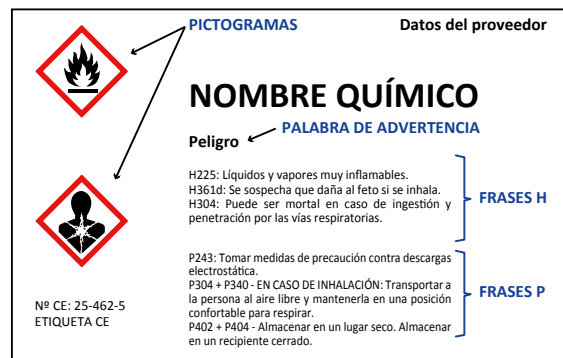 PICTOGRAMAS
Datos del proveedor
NOMBRE QUÍMICO
PALABRA DE ADVERTENCIA
Peligro
H225: Líquidos y vapores muy inflamables.
H361d: Se sospecha que daña al feto si se inhala.
H304: Puede ser mortal en caso de ingestión y
penetración por las vías respiratorias.
FRASES H
P243: Tomar medidas de precaución contra descargas
electrostática.
P304 + P340 - EN CASO DE INHALACIÓN: Transportar a
la persona al aire libre y mantenerla en una posición
confortable para respirar.
P402 + P404 - Almacenar en un lugar seco. Almacenar
en un recipiente cerrado.
FRASES P
Nº CE: 25-462-5
ETIQUETA CE